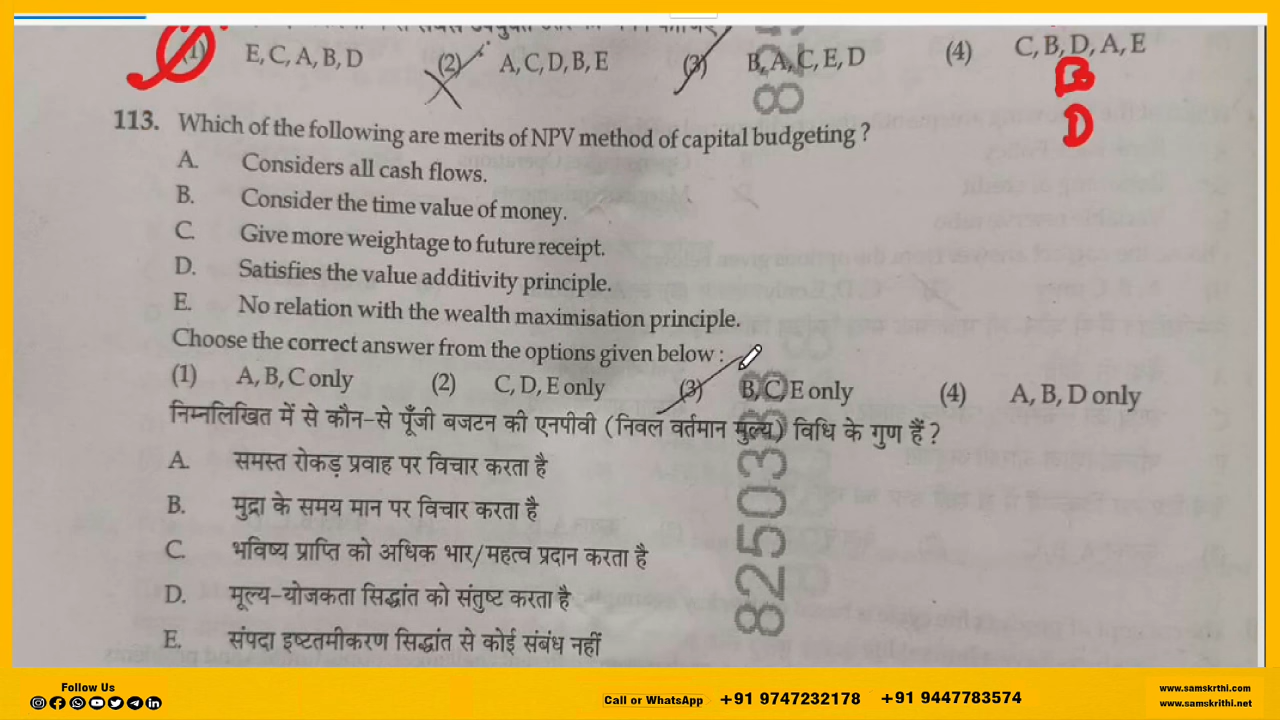 (1) E, C, A, B, D (2) A, C, D, B, E (3) B, A, C, E, D (4) C, B, D, A, E
B
D
113. Which of the following are merits of NPV method of capital budgeting ?
A. Considers all cash flows.
B. Consider the time value of money.
C. Give more weightage to future receipt.
D. Satisfies the value additivity principle.
E. No relation with the wealth maximisation principle.
Choose the correct answer from the options given below :
(1) A, B, C only (2) C, D, E only (3) B, C, E only (4) A, B, D only
निम्नलिखित में से कौन-से पूँजी बजटन की एनपीवी (निवल वर्तमान मुल्य) विधि के गुण हैं ?
A. समस्त रोकड़ प्रवाह पर विचार करता है
B. मुद्रा के समय मान पर विचार करता है
C. भविष्य प्राप्ति को अधिक भार/महत्व प्रदान करता है
D. मूल्य-योजकता सिद्धांत को संतुष्ट करता है
E. संपदा इष्टतमीकरण सिद्धांत से कोई संबंध नहीं
Follow Us
Call or WhatsApp +91 9747232178 +91 9447783574
www.samskrthi.com
www.samskrithi.net